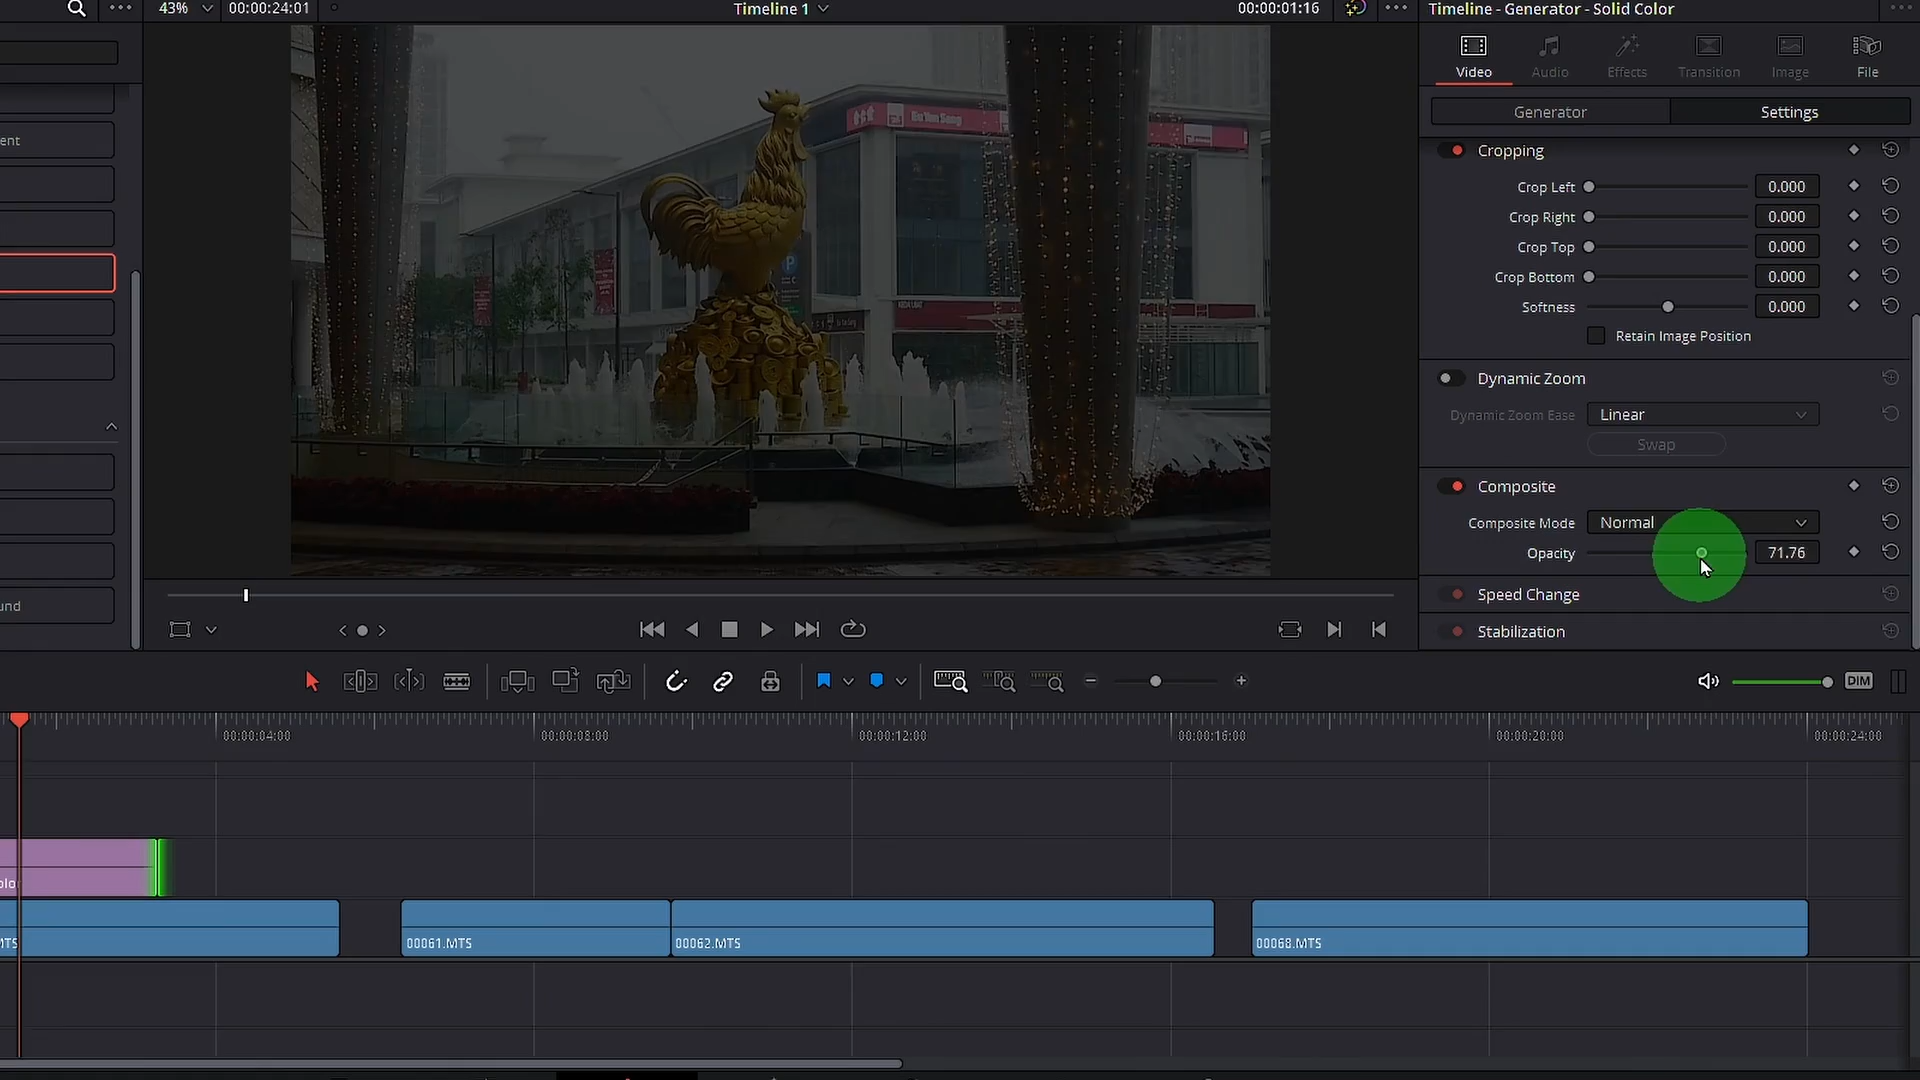 43%
00:00:24:01
Timeline 1
00:00:01:16
Timeline - Generator - Solid Color
Video
Audio
Effects
Transition
Image
File
Generator
Settings
Cropping
Crop Left 0.000
Crop Right 0.000
Crop Top 0.000
Crop Bottom 0.000
Softness 0.000
Retain Image Position
Dynamic Zoom
Dynamic Zoom Ease Linear
Swap
Composite
Composite Mode Normal
Opacity 71.76
Speed Change
Stabilization
ent
und
Eu Yan Sang
P
DIM
00:00:04:00
00:00:08:00
00:00:12:00
00:00:16:00
00:00:20:00
00:00:24:00
olor
MTS
00061.MTS
00062.MTS
00068.MTS